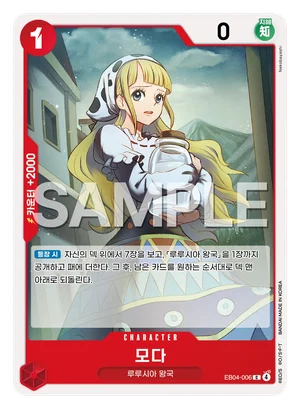 1
0
지혜
知
카운터 +2000
SAMPLE
등장 시 자신의 덱 위에서 7장을 보고, 「루루시아 왕국」을 1장까지
공개하고 패에 더한다. 그 후, 남은 카드를 원하는 순서대로 덱 맨
아래로 되돌린다.
CHARACTER
모다
루루시아 왕국
EB04-006
BANDAI MADE IN KOREA